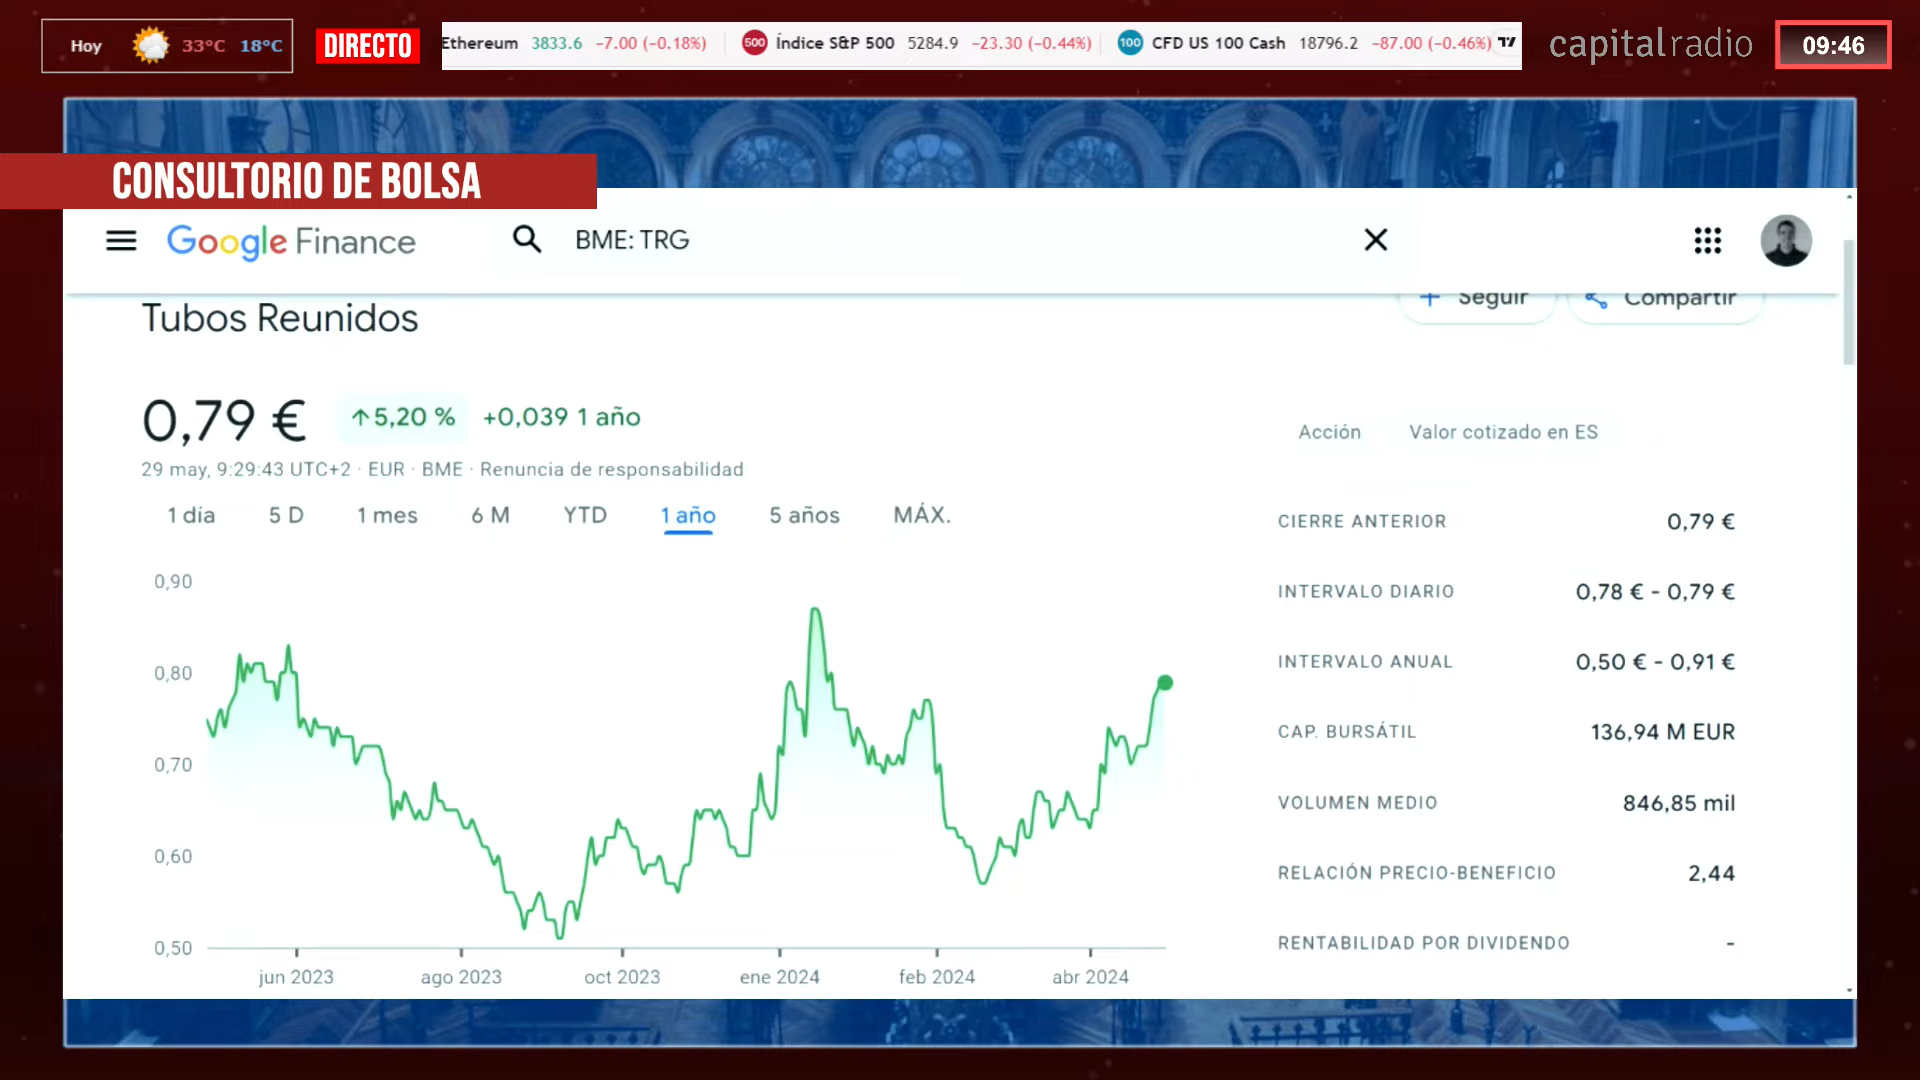 Hoy 33°C 18°C DIRECTO Ethereum 3833.6 −7.00 (−0.18%) 500 Índice S&P 500 5284.9 −23.30 (−0.44%) 100 CFD US 100 Cash 18796.2 −87.00 (−0.46%) capitalradio 09:46
CONSULTORIO DE BOLSA
Google Finance BME: TRG
Tubos Reunidos
Seguir
Compartir
0,79 € ↑5,20 % +0,039 1 año
29 may, 9:29:43 UTC+2 · EUR · BME · Renuncia de responsabilidad
1 día 5 D 1 mes 6 M YTD 1 año 5 años MÁX.
0,90
0,80
0,70
0,60
0,50
jun 2023 ago 2023 oct 2023 ene 2024 feb 2024 abr 2024
Acción Valor cotizado en ES
CIERRE ANTERIOR 0,79 €
INTERVALO DIARIO 0,78 € - 0,79 €
INTERVALO ANUAL 0,50 € - 0,91 €
CAP. BURSÁTIL 136,94 M EUR
VOLUMEN MEDIO 846,85 mil
RELACIÓN PRECIO-BENEFICIO 2,44
RENTABILIDAD POR DIVIDENDO -